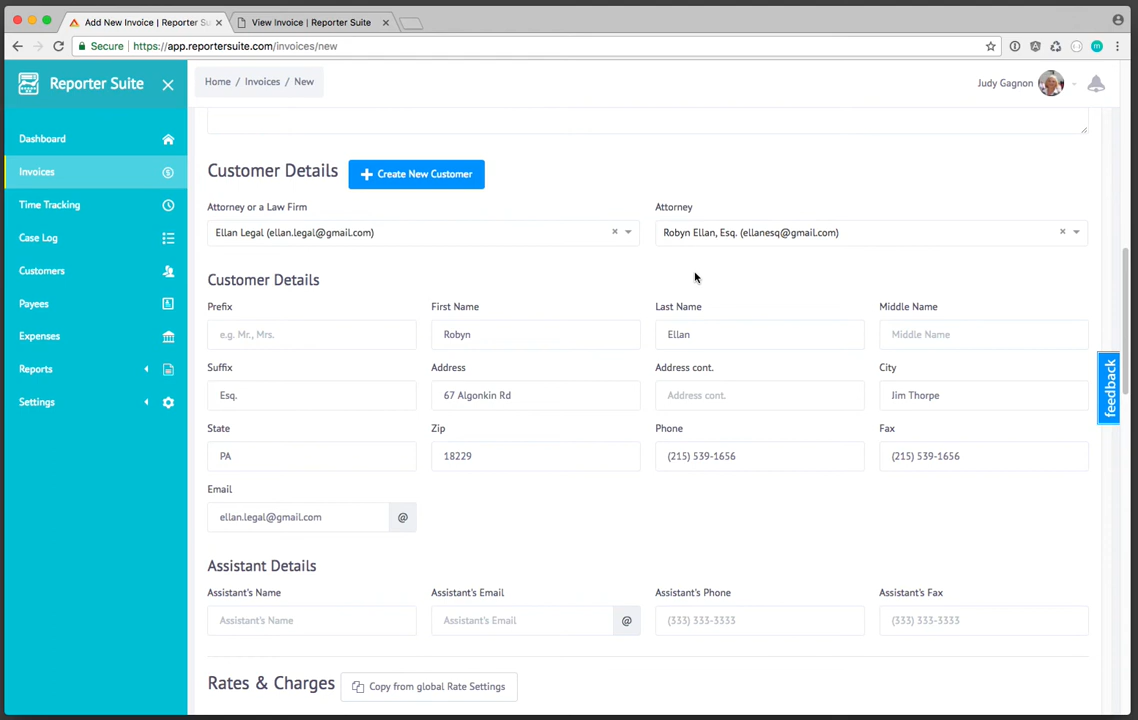 Add New Invoice | Reporter Su
View Invoice | Reporter Suite
Secure
https://app.reportersuite.com/invoices/new
Reporter Suite
Home / Invoices / New
Judy Gagnon
Dashboard
Invoices
Time Tracking
Case Log
Customers
Payees
Expenses
Reports
Settings
Customer Details
Create New Customer
Attorney or a Law Firm
Attorney
Ellan Legal (ellan.legal@gmail.com)
Robyn Ellan, Esq. (ellanesq@gmail.com)
Customer Details
Prefix
First Name
Last Name
Middle Name
e.g. Mr., Mrs.
Robyn
Ellan
Middle Name
Suffix
Address
Address cont.
City
Esq.
67 Algonkin Rd
Address cont.
Jim Thorpe
State
Zip
Phone
Fax
PA
18229
(215) 539-1656
(215) 539-1656
Email
ellan.legal@gmail.com
@
Assistant Details
Assistant's Name
Assistant's Email
Assistant's Phone
Assistant's Fax
Assistant's Name
Assistant's Email
@
(333) 333-3333
(333) 333-3333
Rates & Charges
Copy from global Rate Settings
feedback